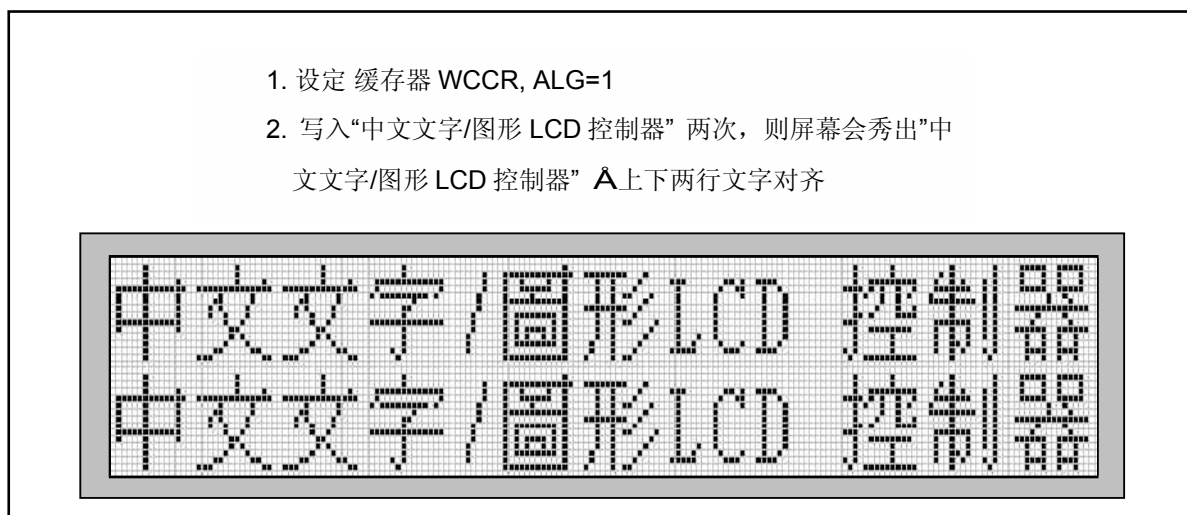 1. 设定 缓存器 WCCR, ALG=1
2. 写入“中文文字/图形 LCD 控制器” 两次，则屏幕会秀出”中
文文字/图形 LCD 控制器” Å上下两行文字对齐
中文文字/圖形LCD 控制器
中文文字/圖形LCD 控制器